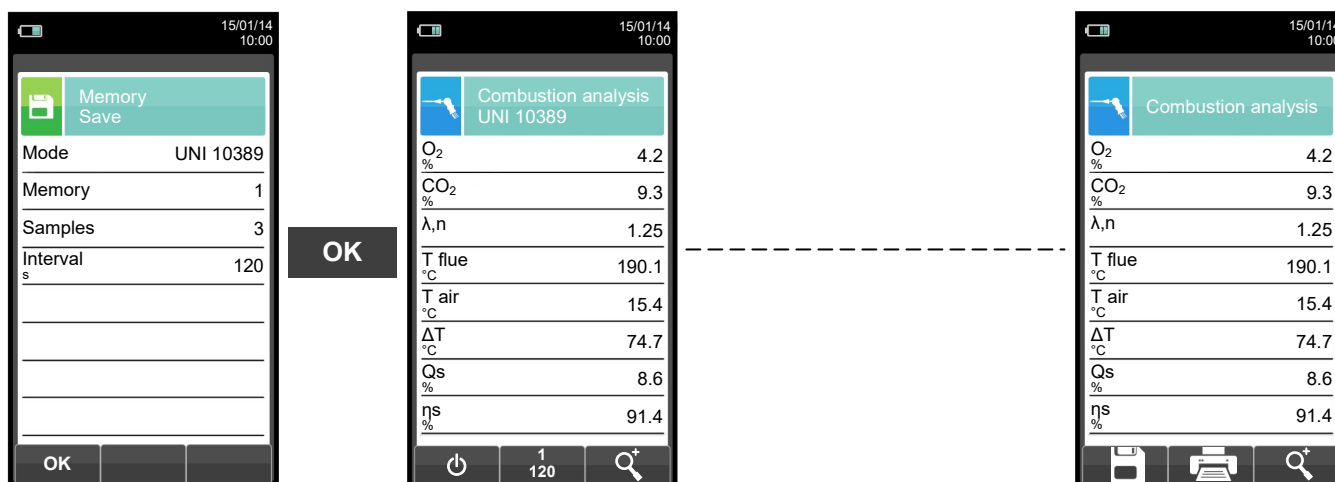 15/01/14
10:00
Memory
Save
Mode UNI 10389
Memory 1
Samples 3
Interval
s 120
OK
OK
15/01/14
10:00
Combustion analysis
UNI 10389
O₂
% 4.2
CO₂
% 9.3
λ,n 1.25
T flue
°C 190.1
T air
°C 15.4
ΔT
°C 74.7
Qs
% 8.6
ηs
% 91.4
1
120
15/01/14
10:00
Combustion analysis
O₂
% 4.2
CO₂
% 9.3
λ,n 1.25
T flue
°C 190.1
T air
°C 15.4
ΔT
°C 74.7
Qs
% 8.6
ηs
% 91.4